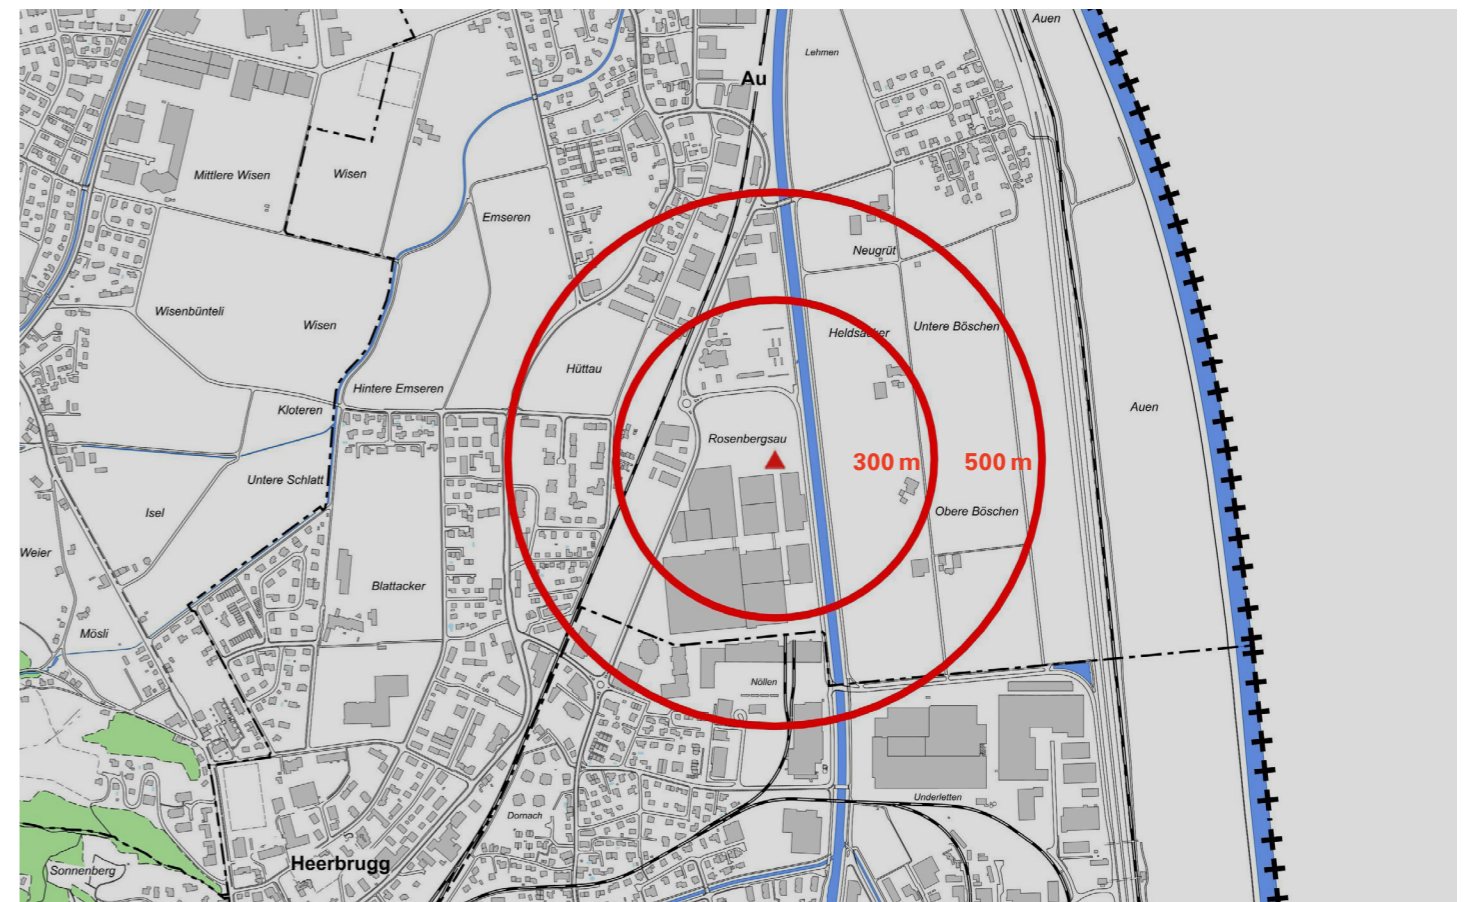 Auen
Lehmen
Au
Mittlere Wisen
Wisen
Emseren
Neugrüt
Wisenbünteli
Wisen
Heldsacker
Untere Böschen
Hüttau
Hintere Emseren
Kloteren
Auen
Rosenbergsau
300 m
500 m
Untere Schlatt
Isel
Obere Böschen
Weier
Blattacker
Mösli
Nöllen
Underletten
Dornach
Heerbrugg
Sonnenberg